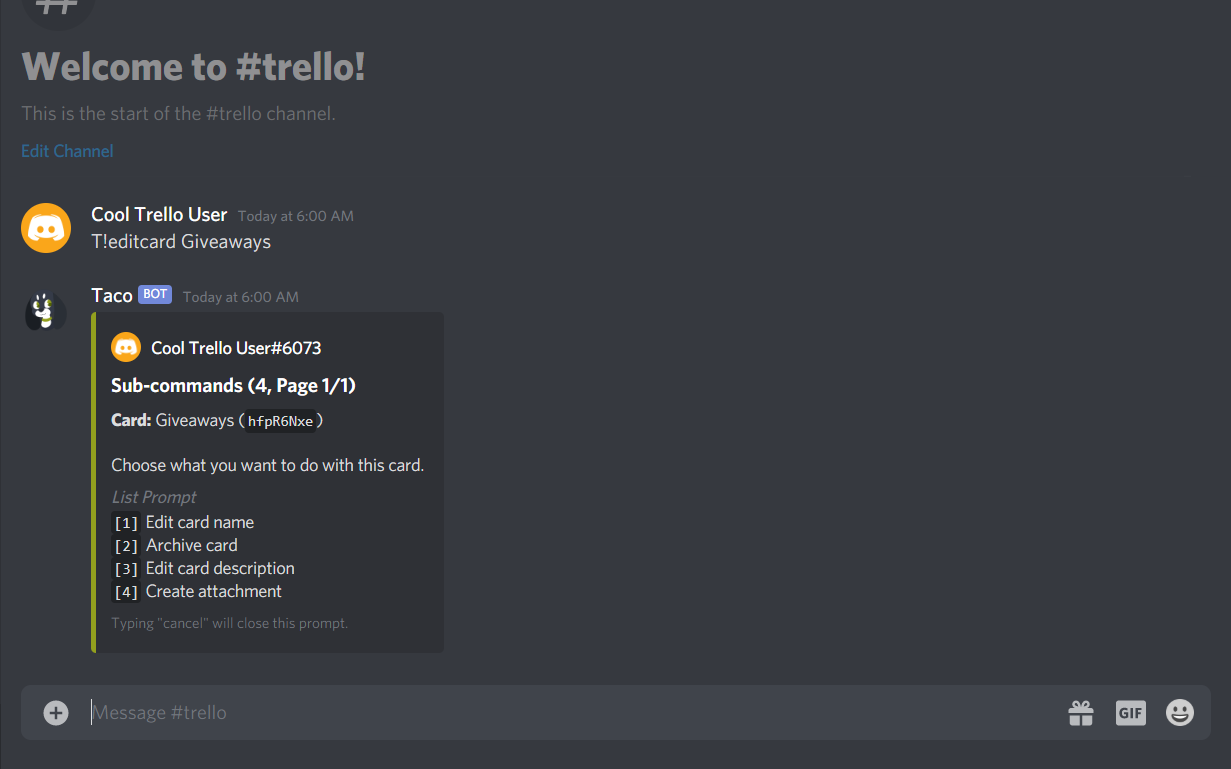 Welcome to #trello!
This is the start of the #trello channel.
Edit Channel
Cool Trello User Today at 6:00 AM
T!editcard Giveaways
Taco BOT Today at 6:00 AM
Cool Trello User#6073
Sub-commands (4, Page 1/1)
Card: Giveaways (hfpR6Nxe)
Choose what you want to do with this card.
List Prompt
[1] Edit card name
[2] Archive card
[3] Edit card description
[4] Create attachment
Typing "cancel" will close this prompt.
Message #trello
GIF